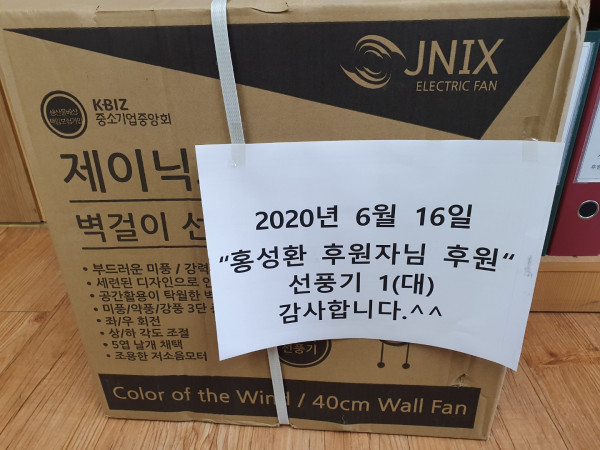 JNIX
ELECTRIC FAN
K-BIZ
중소기업중앙회
제이닉
벽걸이 선
• 부드러운 미풍 / 강력
• 세련된 디자인으로 인
• 공간활용이 탁월한 벽
• 미풍/약풍/강풍 3단
• 좌/우 회전
• 상/하 각도 조절
• 5엽 날개 채택
• 조용한 저소음모터
2020년 6월 16일
“홍성환 후원자님 후원“
선풍기 1(대)
감사합니다.^^
선풍기
Color of the Wind / 40cm Wall Fan